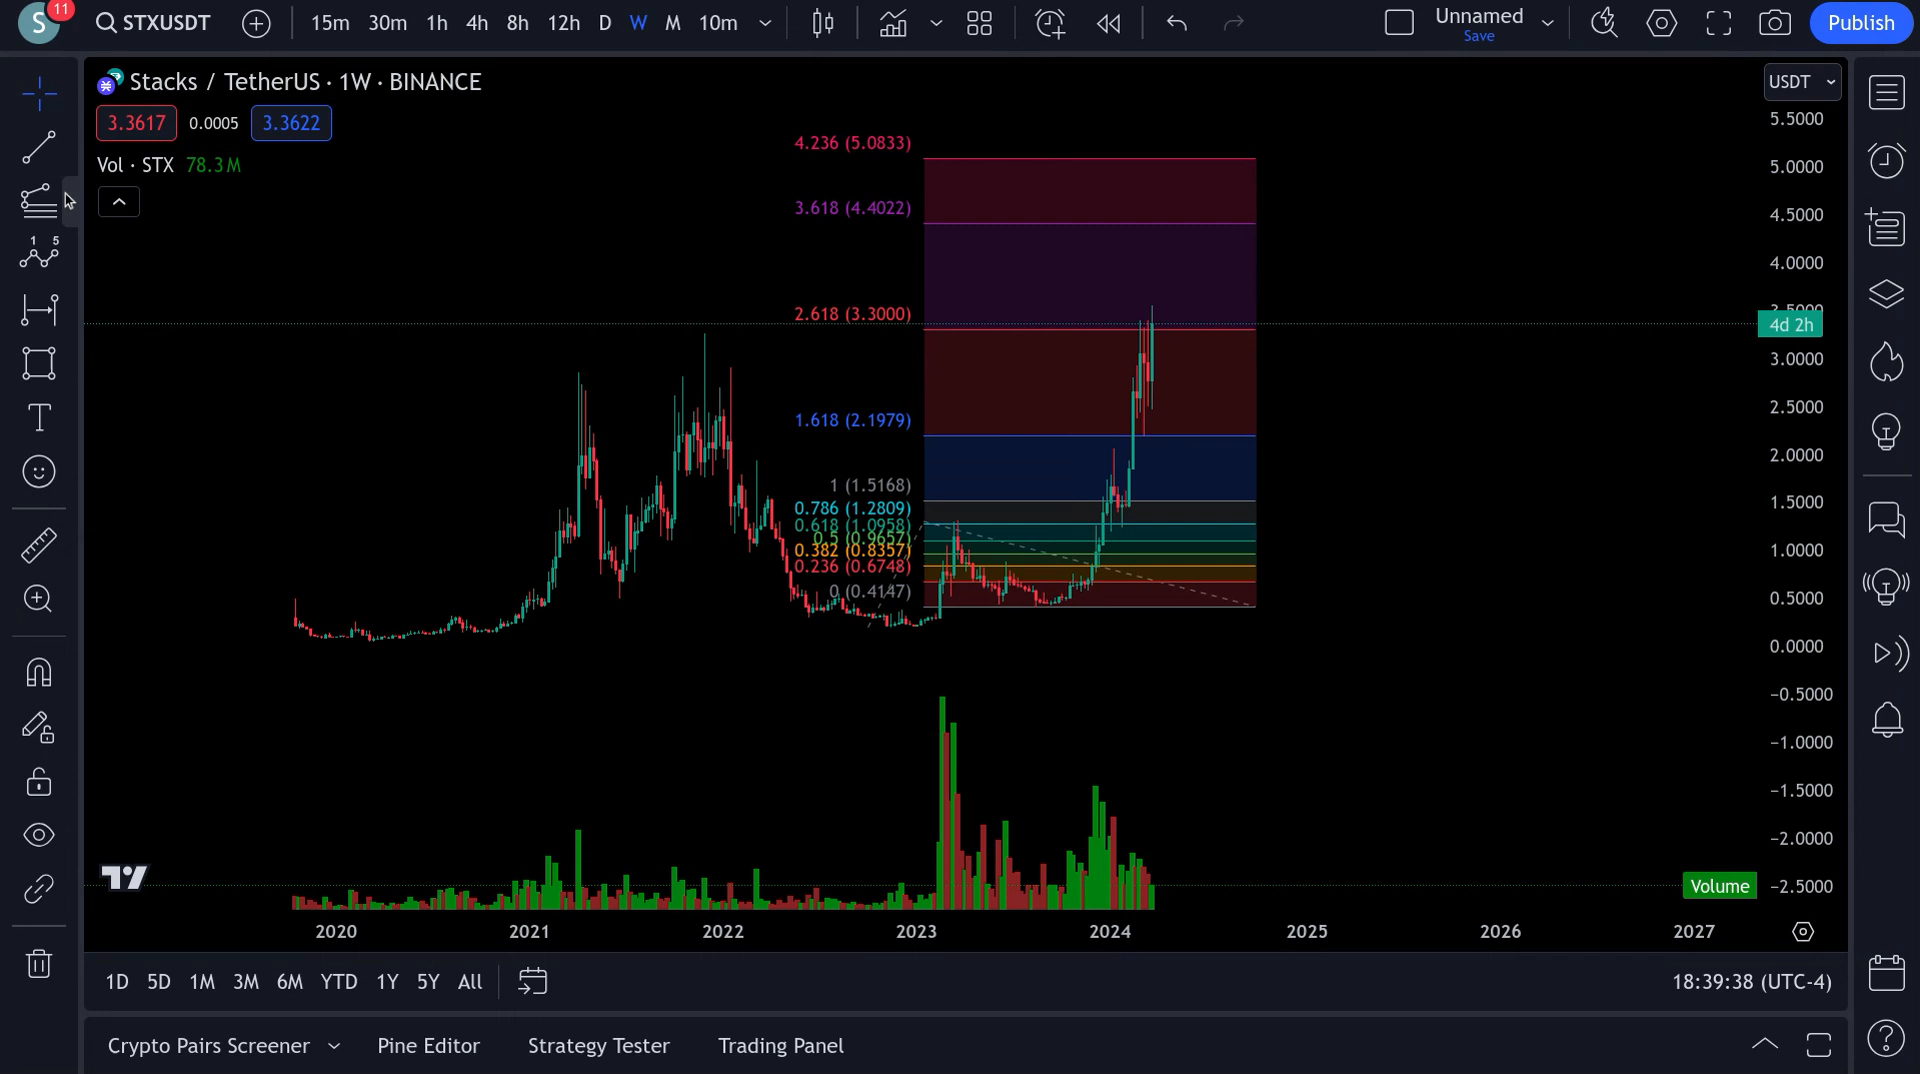 S 11 STXUSDT 15m 30m 1h 4h 8h 12h D W M 10m Unnamed Save Publish
Stacks / TetherUS · 1W · BINANCE
USDT
3.3617 0.0005 3.3622
Vol · STX 78.3 M
4.236 (5.0833)
3.618 (4.4022)
2.618 (3.3000)
1.618 (2.1979)
1 (1.5168)
0.786 (1.2809)
0.618 (1.0958)
0.5 (0.9657)
0.382 (0.8357)
0.236 (0.6748)
0 (0.4147)
5.5000
5.0000
4.5000
4.0000
3.5000
4d 2h
3.0000
2.5000
2.0000
1.5000
1.0000
0.5000
0.0000
−0.5000
−1.0000
−1.5000
−2.0000
Volume −2.5000
1 5
T
2020 2021 2022 2023 2024 2025 2026 2027
1D 5D 1M 3M 6M YTD 1Y 5Y All 18:39:38 (UTC-4)
Crypto Pairs Screener Pine Editor Strategy Tester Trading Panel